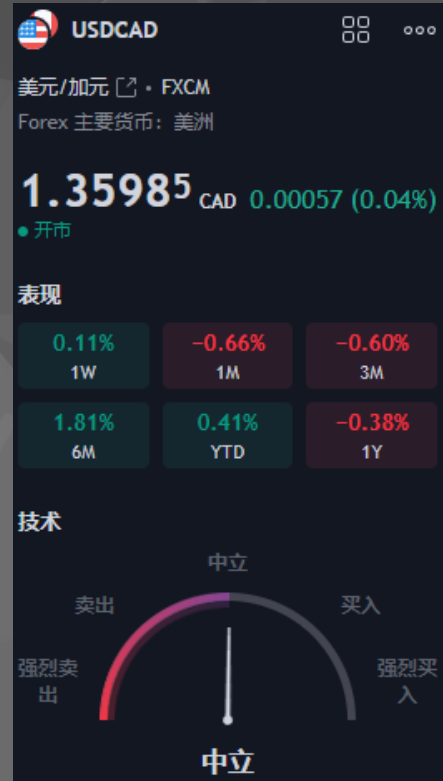 USDCAD
美元/加元 • FXCM
Forex 主要货币：美洲
1.35985 CAD 0.00057 (0.04%)
开市
表现
0.11% −0.66% −0.60%
1W 1M 3M
1.81% 0.41% −0.38%
6M YTD 1Y
技术
中立
卖出 买入
强烈卖出 强烈买入
中立